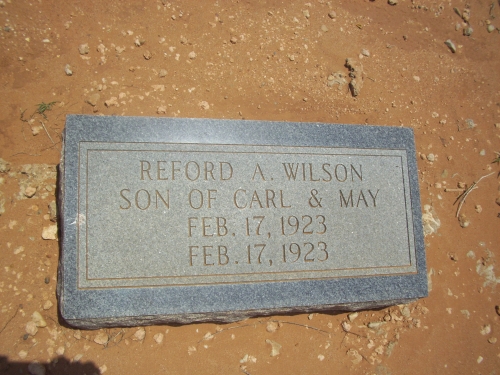 REFORD A. WILSON
SON OF CARL & MAY
FEB. 17, 1923
FEB. 17, 1923